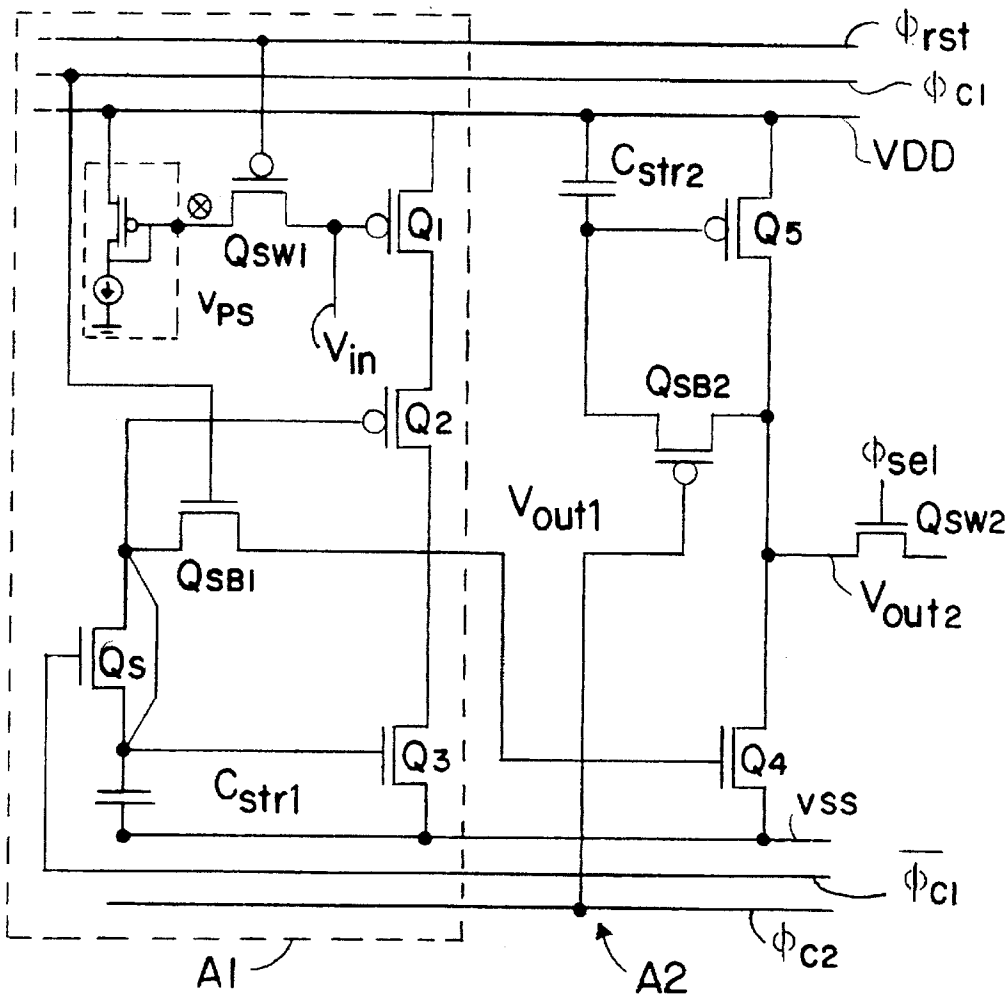 ϕrst
ϕC1
VDD
Cstr2
QSW1
Q1
Q5
VPS
Vin
QSB2
Q2
ϕsel
Vout1
QSW2
QSB1
Vout2
QS
Q3
Q4
Cstr1
VSS
ϕC1
ϕC2
A1
A2